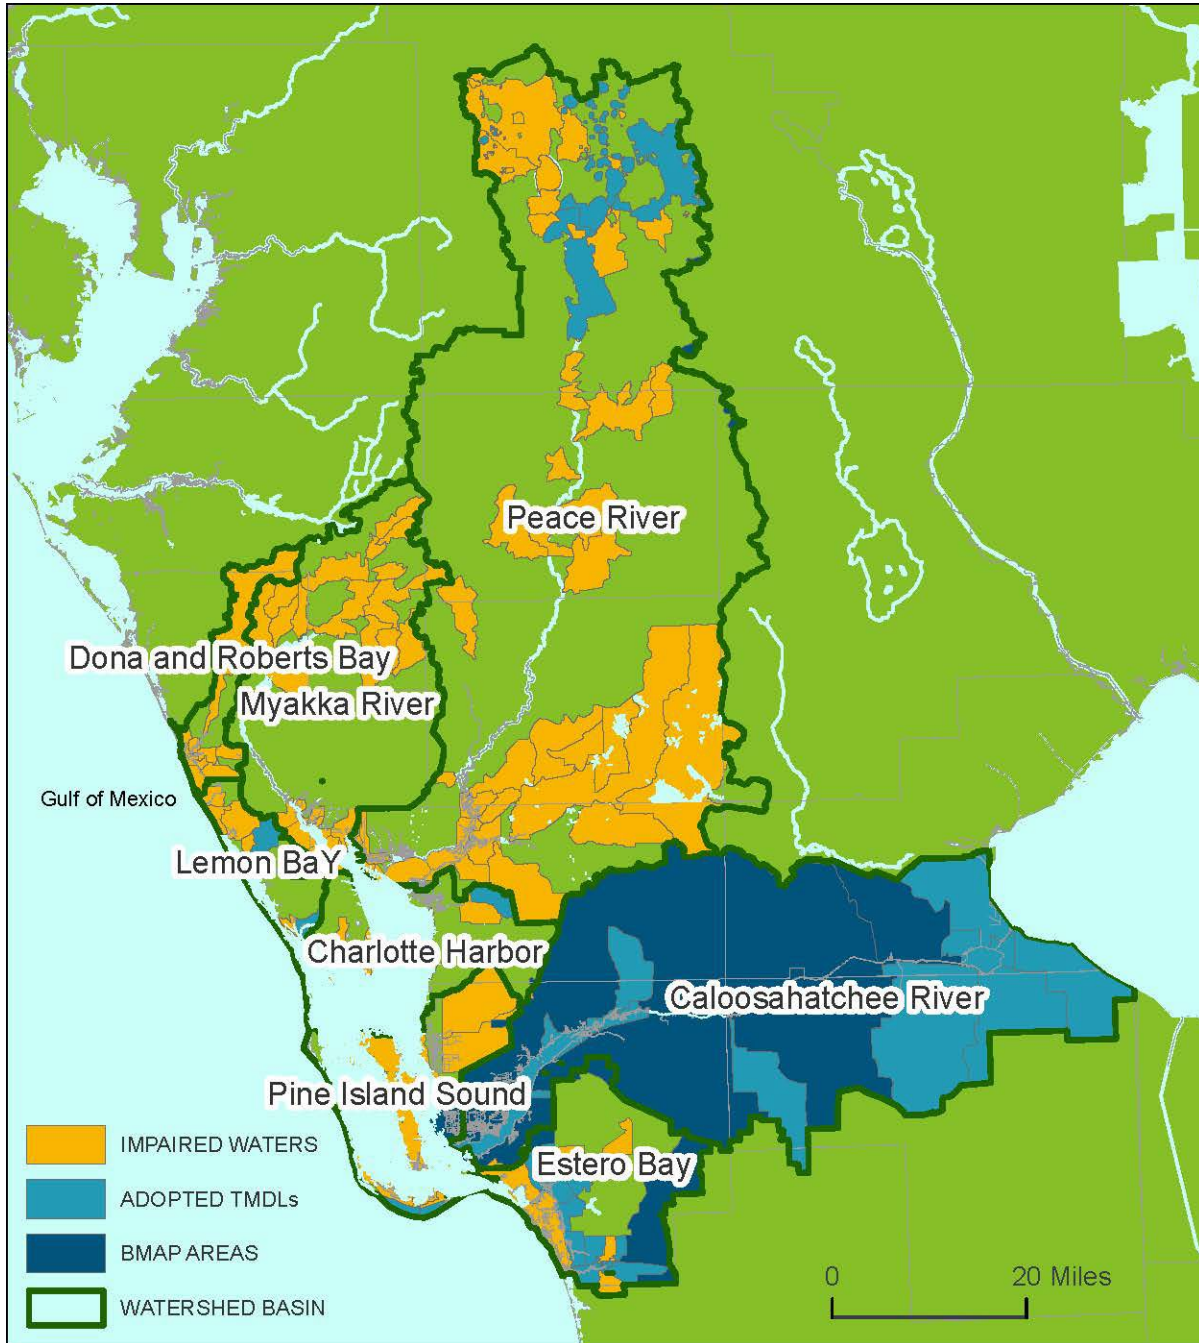 Peace River
Dona and Roberts Bay
Myakka River
Gulf of Mexico
Lemon BaY
Charlotte Harbor
Caloosahatchee River
Pine Island Sound
Estero Bay
IMPAIRED WATERS
ADOPTED TMDLs
BMAP AREAS
WATERSHED BASIN
0 20 Miles